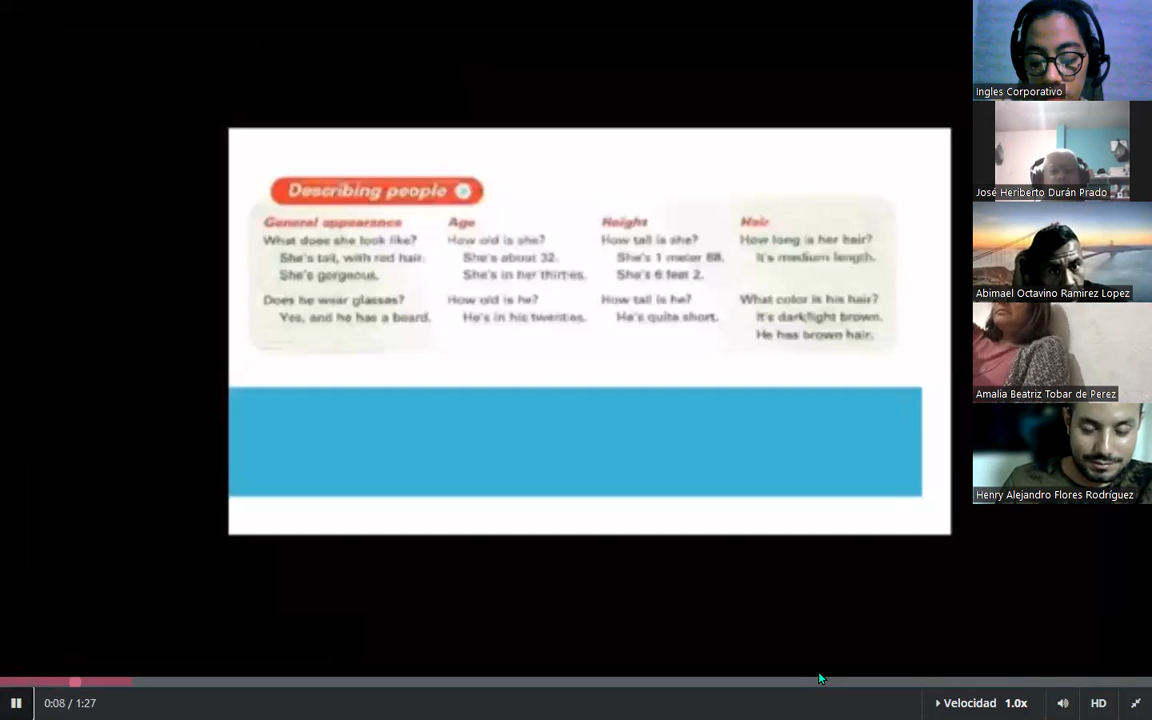 Describing people
General appearance
What does she look like?
She's tall, with red hair.
She's gorgeous.
Does he wear glasses?
Yes, and he has a beard.
Age
How old is she?
She's about 32.
She's in her thirties.
How old is he?
He's in his twenties.
Height
How tall is she?
She's 1 meter 88.
She's 6 feet 2.
How tall is he?
He's quite short.
Hair
How long is her hair?
It's medium length.
What color is his hair?
It's dark/light brown.
He has brown hair.
Ingles Corporativo
José Heriberto Durán Prado
Abimael Octavino Ramirez Lopez
Amalia Beatriz Tobar de Perez
Henry Alejandro Flores Rodríguez
0:08 / 1:27
Velocidad 1.0x
HD